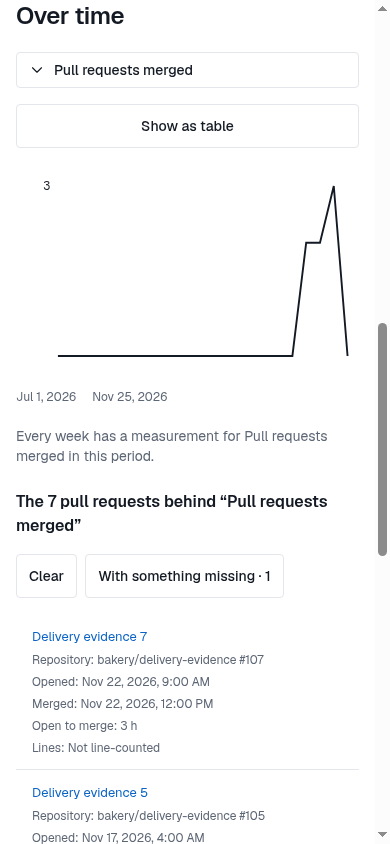 Over time
Pull requests merged
Show as table
3
Jul 1, 2026 Nov 25, 2026
Every week has a measurement for Pull requests
merged in this period.
The 7 pull requests behind “Pull requests
merged”
Clear
With something missing · 1
Delivery evidence 7
Repository: bakery/delivery-evidence #107
Opened: Nov 22, 2026, 9:00 AM
Merged: Nov 22, 2026, 12:00 PM
Open to merge: 3 h
Lines: Not line-counted
Delivery evidence 5
Repository: bakery/delivery-evidence #105
Opened: Nov 17, 2026, 4:00 AM